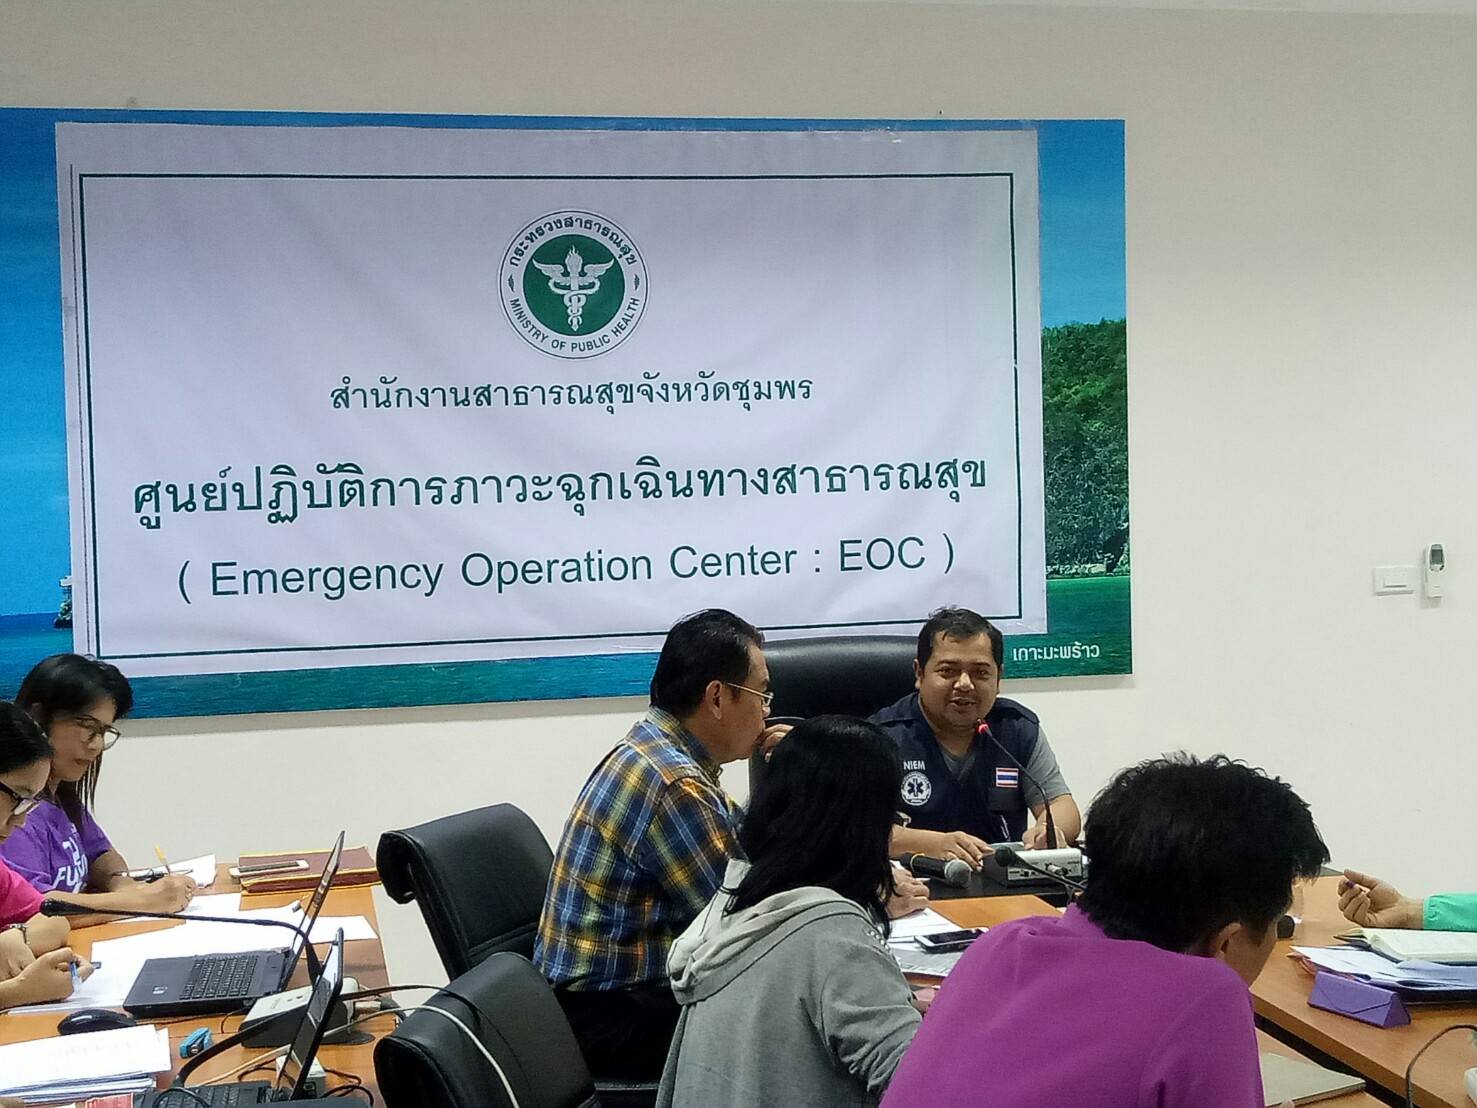 กระทรวงสาธารณสุข
MINISTRY OF PUBLIC HEALTH
สำนักงานสาธารณสุขจังหวัดชุมพร
ศูนย์ปฏิบัติการภาวะฉุกเฉินทางสาธารณสุข
( Emergency Operation Center : EOC )
เกาะมะพร้าว
NIEM